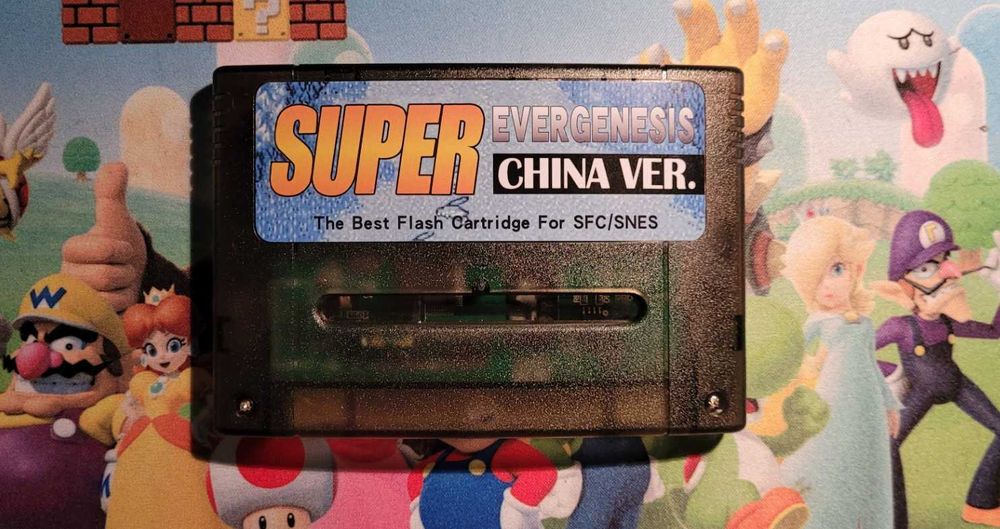 ?
SUPER EVERGENESIS
CHINA VER.
The Best Flash Cartridge For SFC/SNES
W